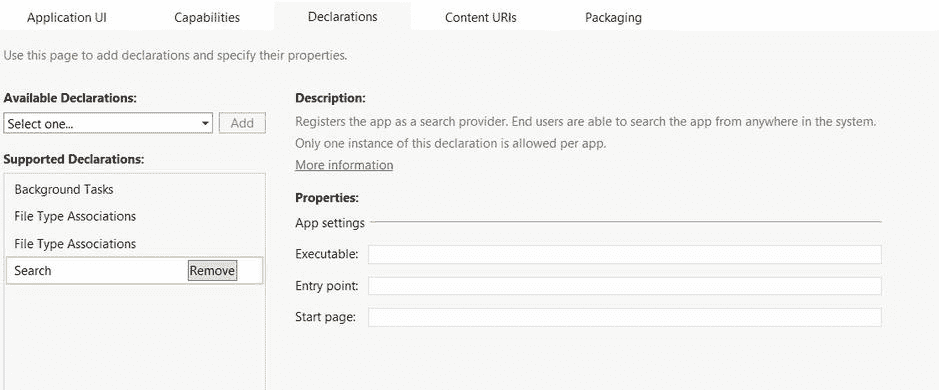 Application UI Capabilities Declarations Content URIs Packaging
Use this page to add declarations and specify their properties.
Available Declarations:
Select one... Add
Supported Declarations:
Background Tasks
File Type Associations
File Type Associations
Search Remove
Description:
Registers the app as a search provider. End users are able to search the app from anywhere in the system.
Only one instance of this declaration is allowed per app.
More information
Properties:
App settings
Executable:
Entry point:
Start page: